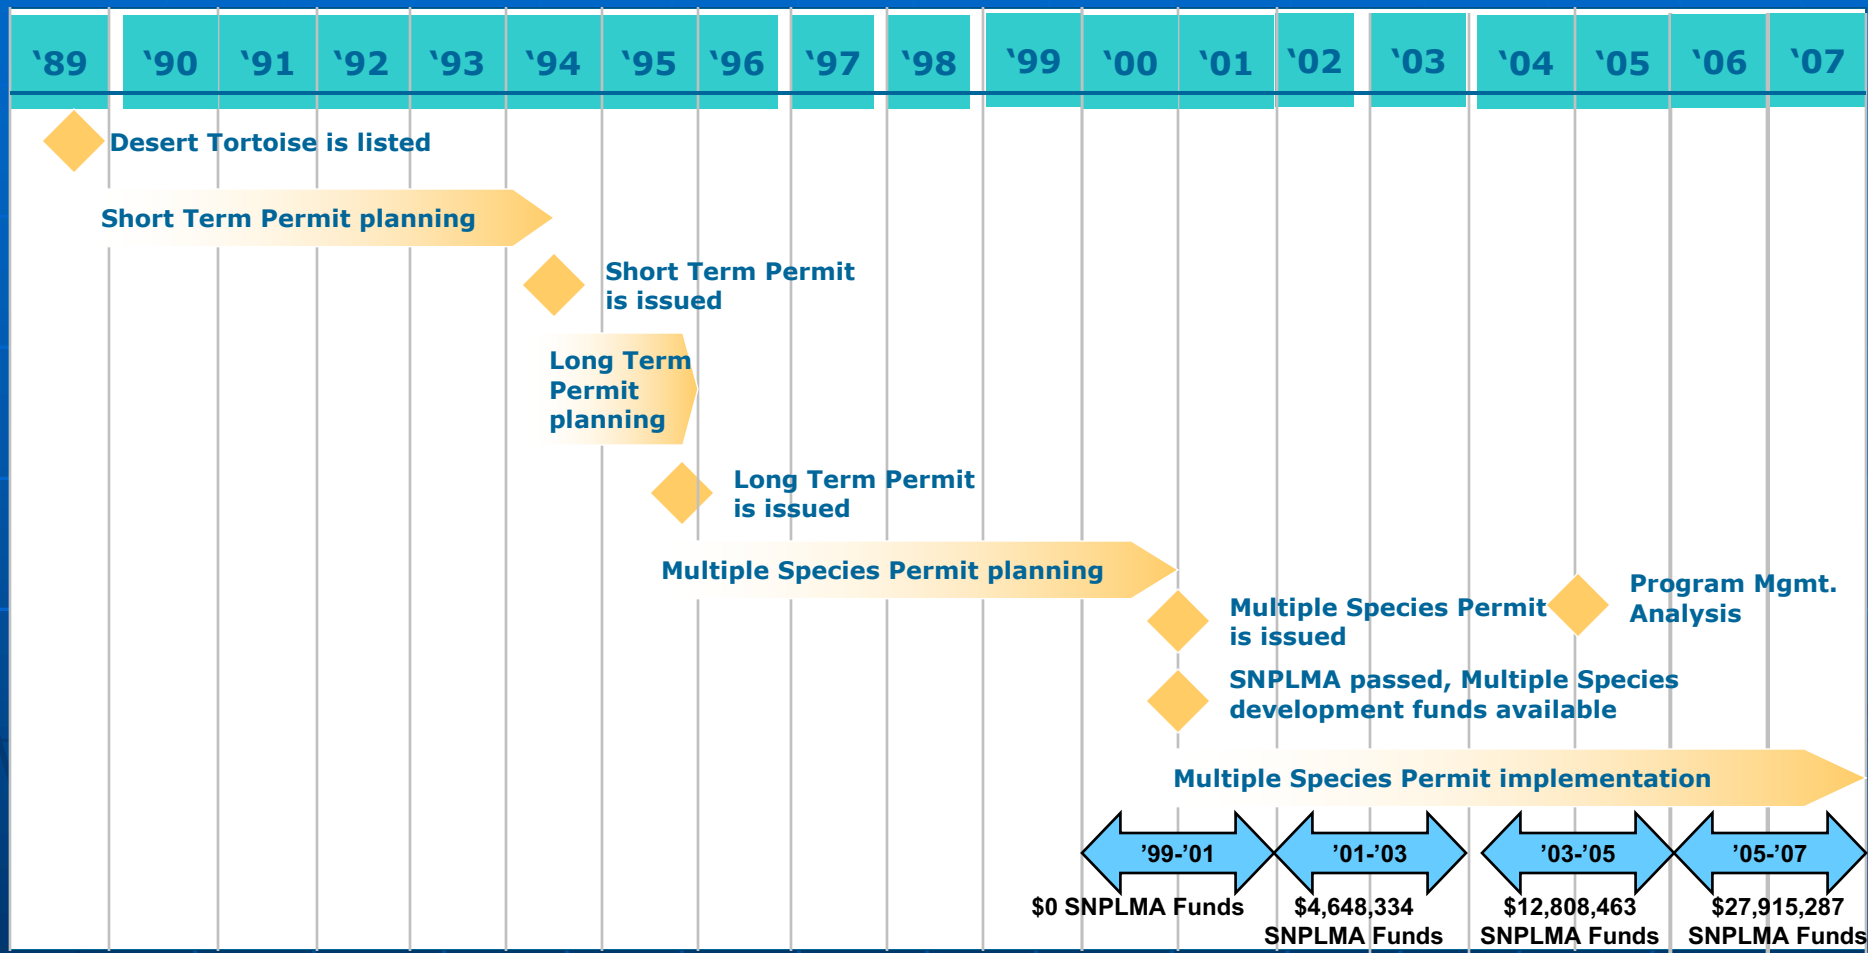 ‘89 ‘90 ‘91 ‘92 ‘93 ‘94 ‘95 ‘96 ‘97 ‘98 ‘99 ‘00 ‘01 ‘02 ‘03 ‘04 ‘05 ‘06 ‘07
Desert Tortoise is listed
Short Term Permit planning
Short Term Permit
is issued
Long Term
Permit
planning
Long Term Permit
is issued
Multiple Species Permit planning
Multiple Species Permit
is issued
Program Mgmt.
Analysis
SNPLMA passed, Multiple Species
development funds available
Multiple Species Permit implementation
’99-’01
’01-’03
’03-’05
’05-’07
$0 SNPLMA Funds
$4,648,334
SNPLMA Funds
$12,808,463
SNPLMA Funds
$27,915,287
SNPLMA Funds